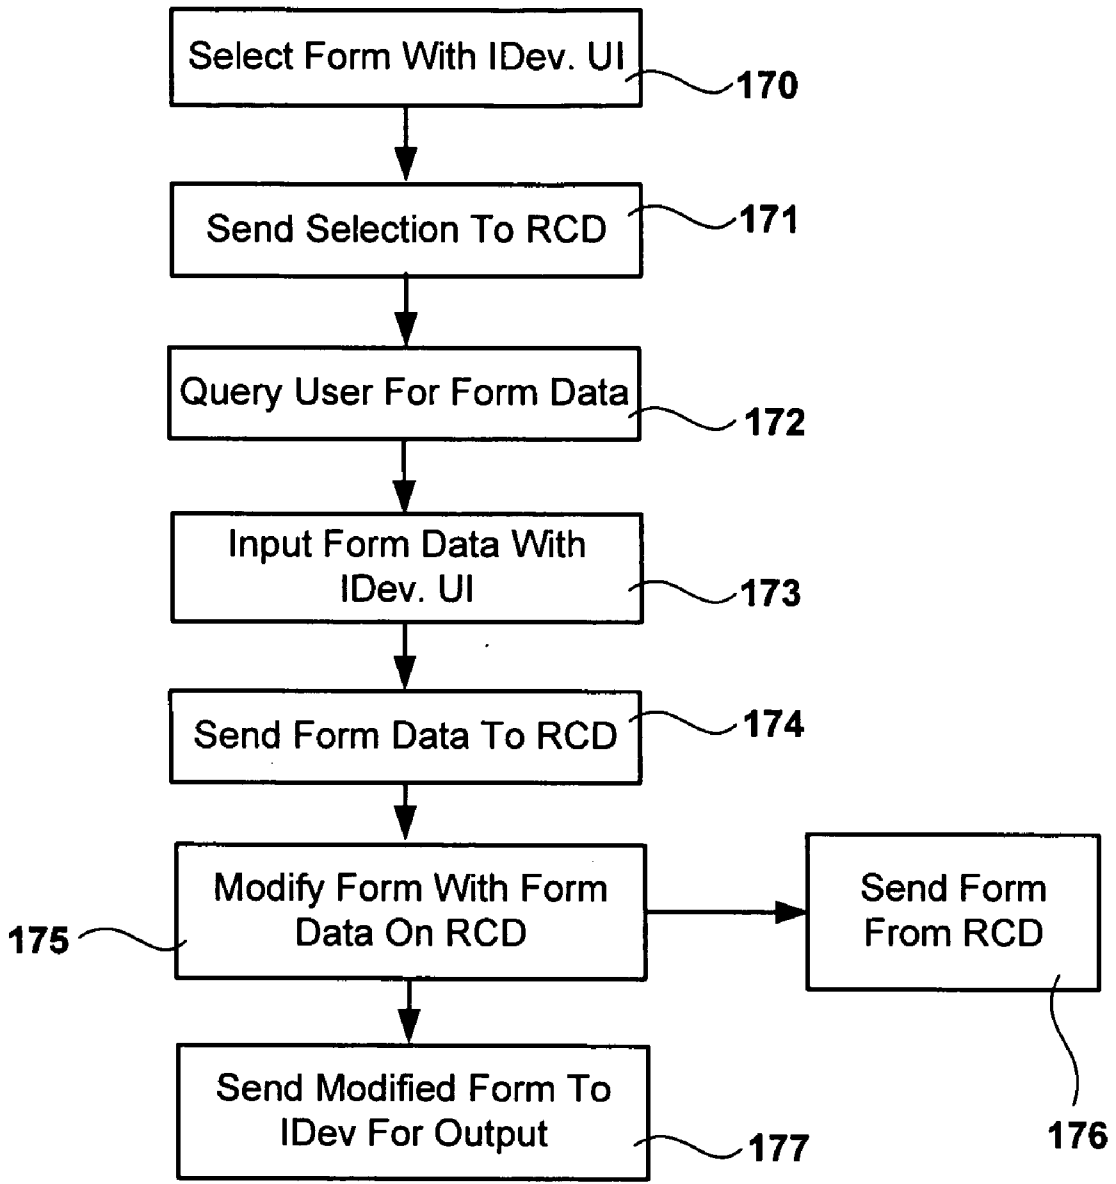 Select Form With IDev. UI
170
Send Selection To RCD
171
Query User For Form Data
172
Input Form Data With
IDev. UI
173
Send Form Data To RCD
174
Modify Form With Form
Data On RCD
175
Send Form
From RCD
176
Send Modified Form To
IDev For Output
177